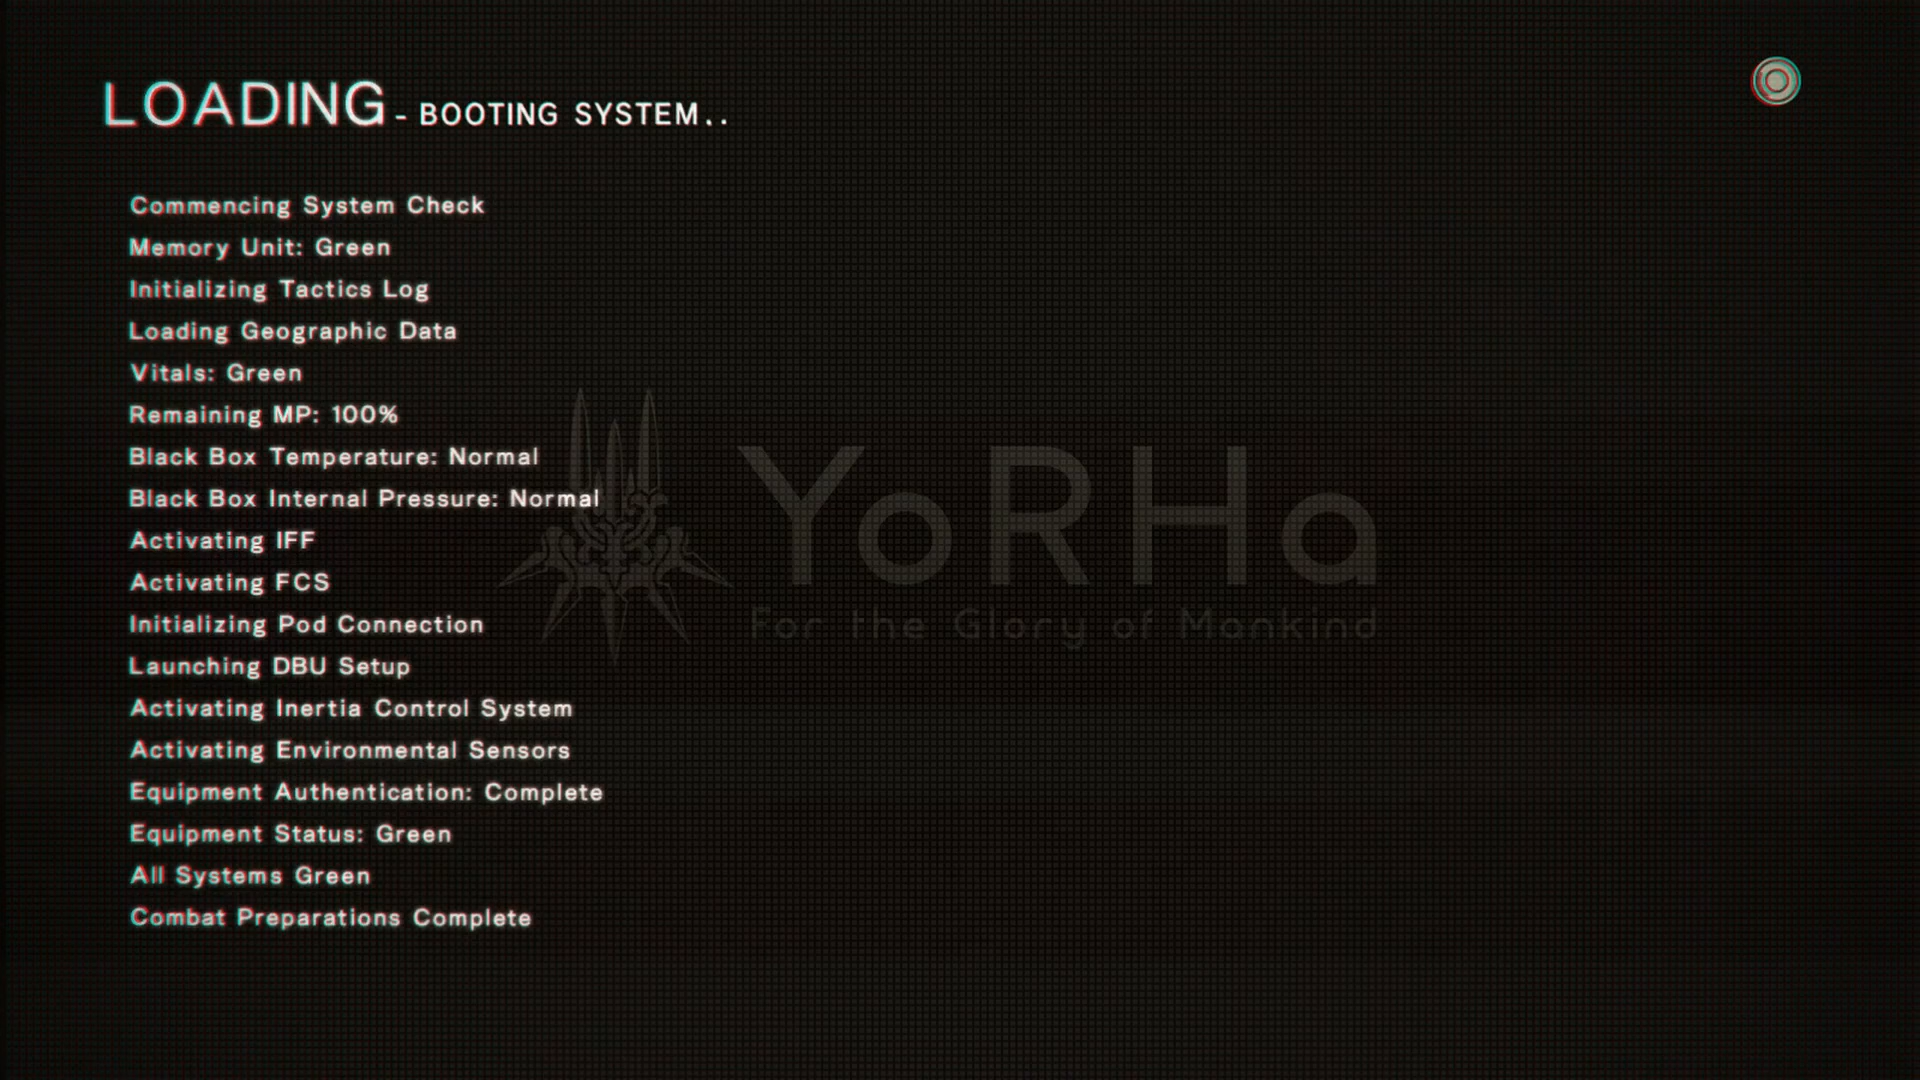 LOADING - BOOTING SYSTEM..
Commencing System Check
Memory Unit: Green
Initializing Tactics Log
Loading Geographic Data
Vitals: Green
Remaining MP: 100%
Black Box Temperature: Normal
Black Box Internal Pressure: Normal
Activating IFF
Activating FCS
Initializing Pod Connection
Launching DBU Setup
Activating Inertia Control System
Activating Environmental Sensors
Equipment Authentication: Complete
Equipment Status: Green
All Systems Green
Combat Preparations Complete
YoRHa
For the Glory of Mankind